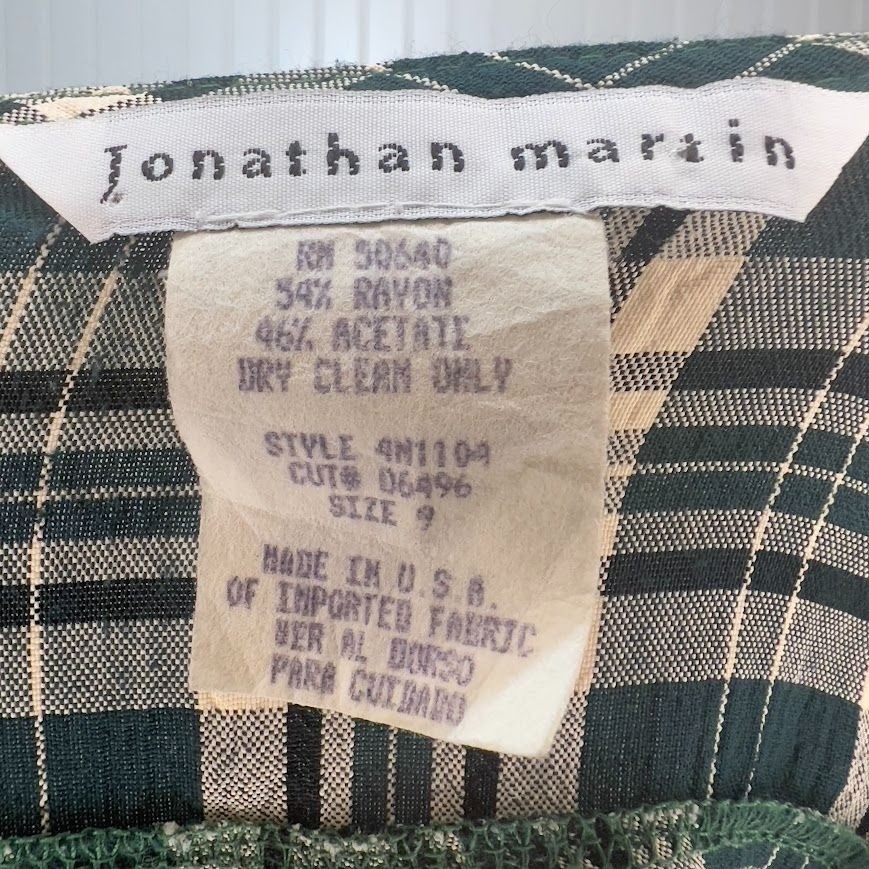 Jonathan martin
RN 50640
54% RAYON
46% ACETATE
DRY CLEAN ONLY
STYLE 4N1104
CUT# D6496
SIZE 9
MADE IN U.S.A.
OF IMPORTED FABRIC
VER AL DORSO
PARA CUIDADO